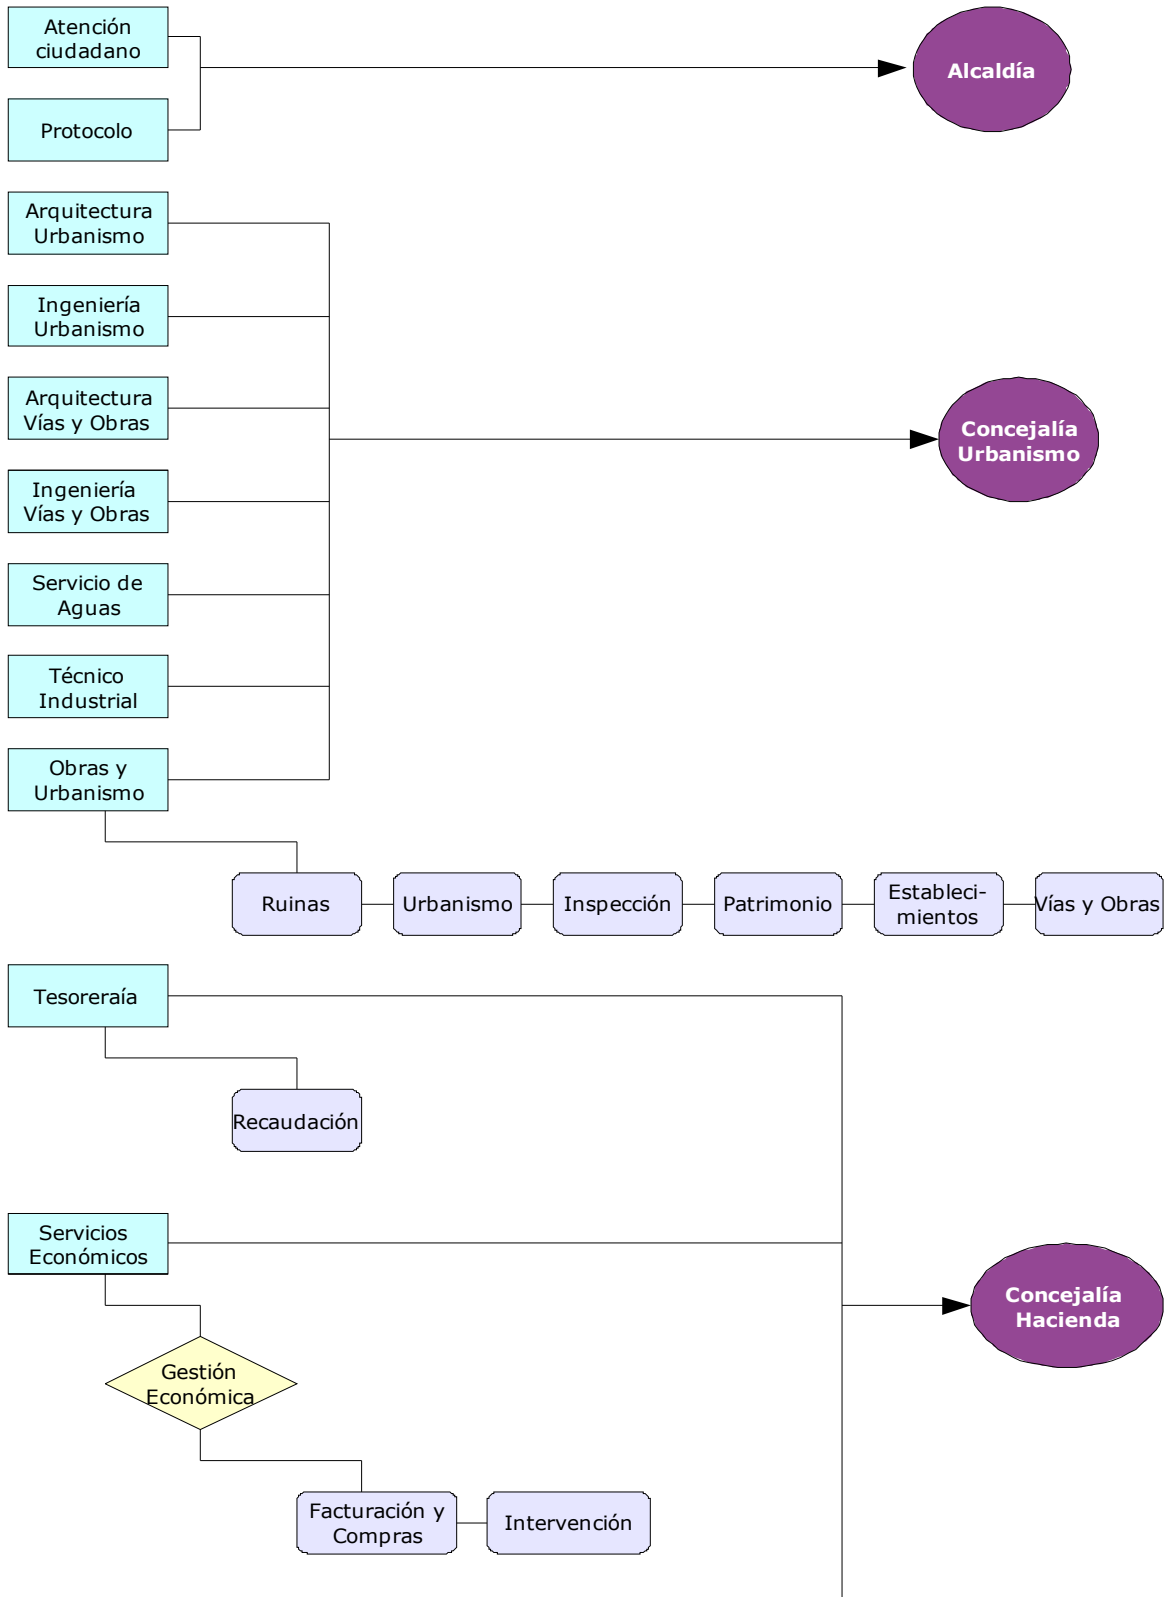 Atención
ciudadano
Alcaldía
Protocolo
Arquitectura
Urbanismo
Ingeniería
Urbanismo
Arquitectura
Vías y Obras
Concejalía
Urbanismo
Ingeniería
Vías y Obras
Servicio de
Aguas
Técnico
Industrial
Obras y
Urbanismo
Ruinas
Urbanismo
Inspección
Patrimonio
Estableci-
mientos
Vías y Obras
Tesoreraía
Recaudación
Servicios
Económicos
Concejalía
Hacienda
Gestión
Económica
Facturación y
Compras
Intervención